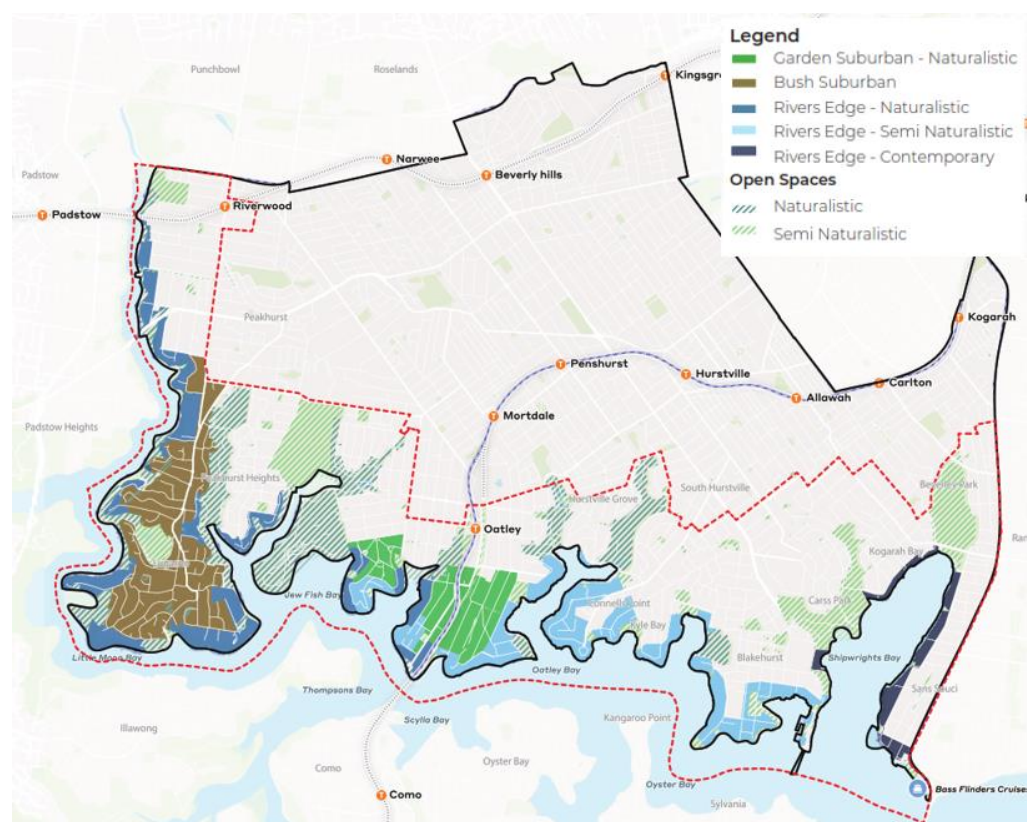 Legend
Garden Suburban - Naturalistic
Bush Suburban
Rivers Edge - Naturalistic
Rivers Edge - Semi Naturalistic
Rivers Edge - Contemporary
Open Spaces
Naturalistic
Semi Naturalistic
Punchbowl
Roselands
Kingsgro
Narwee
Beverly hills
Padstow
Padstow
Riverwood
Peakhurst
Kogarah
Penshurst
Hurstville
Carlton
Allawah
Mortdale
Padstow Heights
Peakhurst Heights
Hurstville Grove
South Hurstville
Beverley Park
Oatley
Kogarah Bay
Jew Fish Bay
Connells Point
Kyle Bay
Carss Park
Blakehurst
Shipwrights Bay
Little Moon Bay
Oatley Bay
Sans Souci
Thompsons Bay
Scylla Bay
Kangaroo Point
Illawong
Como
Oyster Bay
Oyster Bay
Como
Sylvania
Bass Flinders Cruises